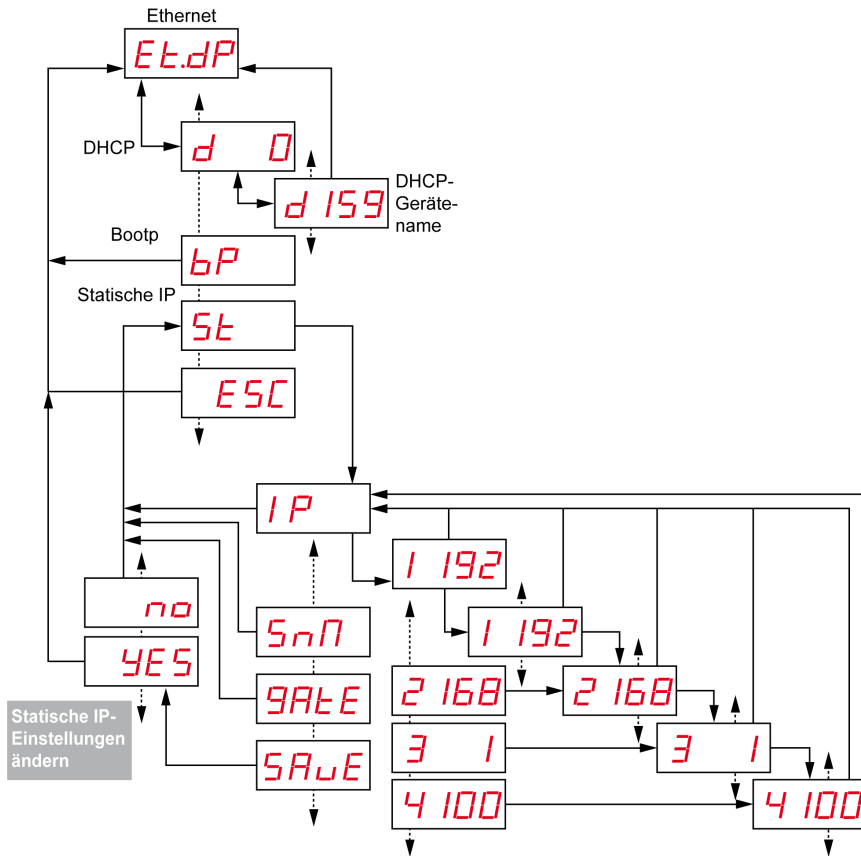 Ethernet
Et.dP
DHCP
d 0
d 159
DHCP-
Geräte-
name
Bootp
bP
Statische IP
St
ESC
IP
1 192
no
SnM
1 192
YES
2 168
2 168
gAtE
Statische IP-
Einstellungen
ändern
3 1
3 1
SAvE
4 100
4 100